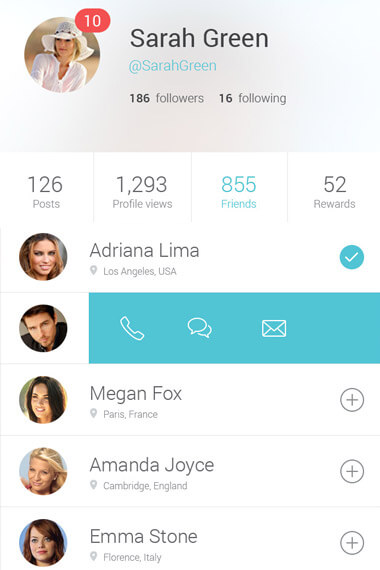 10
Sarah Green
@SarahGreen
186 followers 16 following
126 1,293 855 52
Posts Profile views Friends Rewards
Adriana Lima
Los Angeles, USA
Megan Fox
Paris, France
Amanda Joyce
Cambridge, England
Emma Stone
Florence, Italy